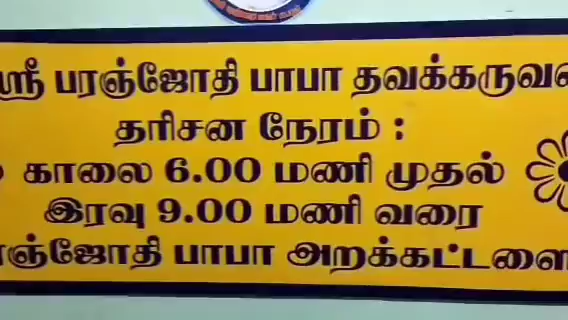 ஸ்ரீ பரஞ்ஜோதி பாபா தவக்கருவ
தரிசன நேரம் :
காலை 6.00 மணி முதல்
இரவு 9.00 மணி வரை
ரஞ்ஜோதி பாபா அறக்கட்டளை